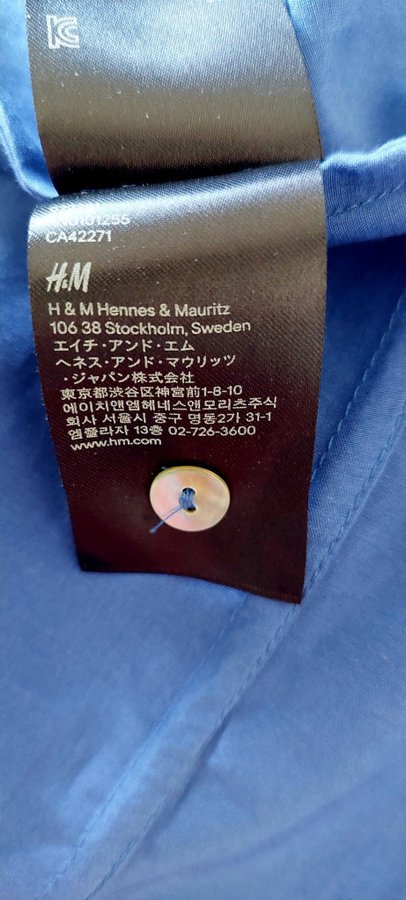 CA42271
H&M
H & M Hennes & Mauritz
106 38 Stockholm, Sweden
エイチ・アンド・エム
ヘネス・アンド・マウリッツ
・ジャパン株式会社
東京都渋谷区神宮前1-8-10
에이치앤엠헤네스앤모리츠주식
회사 서울시 중구 명동2가 31-1
엠플라자 13층 02-726-3600
www.hm.com